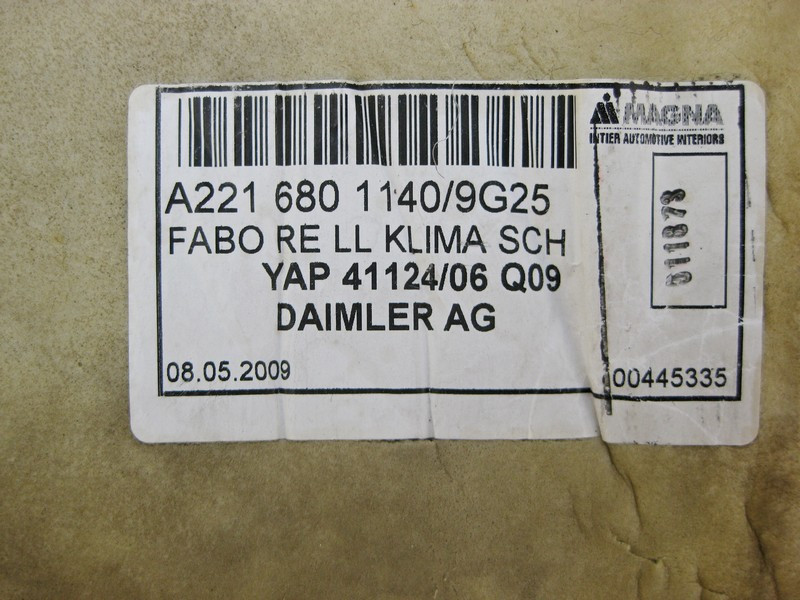 MAGNA
INTIER AUTOMOTIVE INTERIORS
A221 680 1140/9G25
FABO RE LL KLIMA SCH
YAP 41124/06 Q09
DAIMLER AG
08.05.2009
011873
00445335